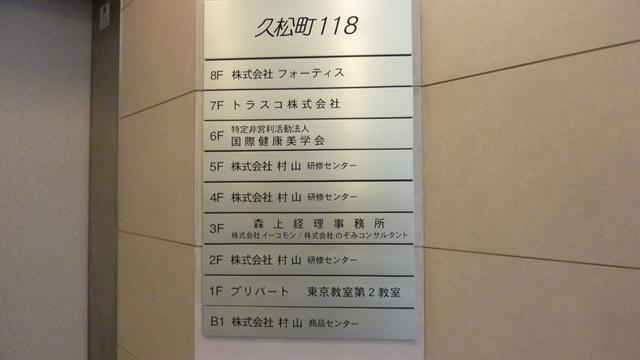 久松町118
8F 株式会社 フォーティス
7F トラスコ株式会社
6F 特定非営利活動法人
国際健康美学会
5F 株式会社 村山 研修センター
4F 株式会社 村山 研修センター
3F 森上経理事務所
株式会社 イーコモン / 株式会社 のぞみコンサルタント
2F 株式会社 村山 研修センター
1F プリバート 東京教室第2教室
B1 株式会社 村山 商品センター